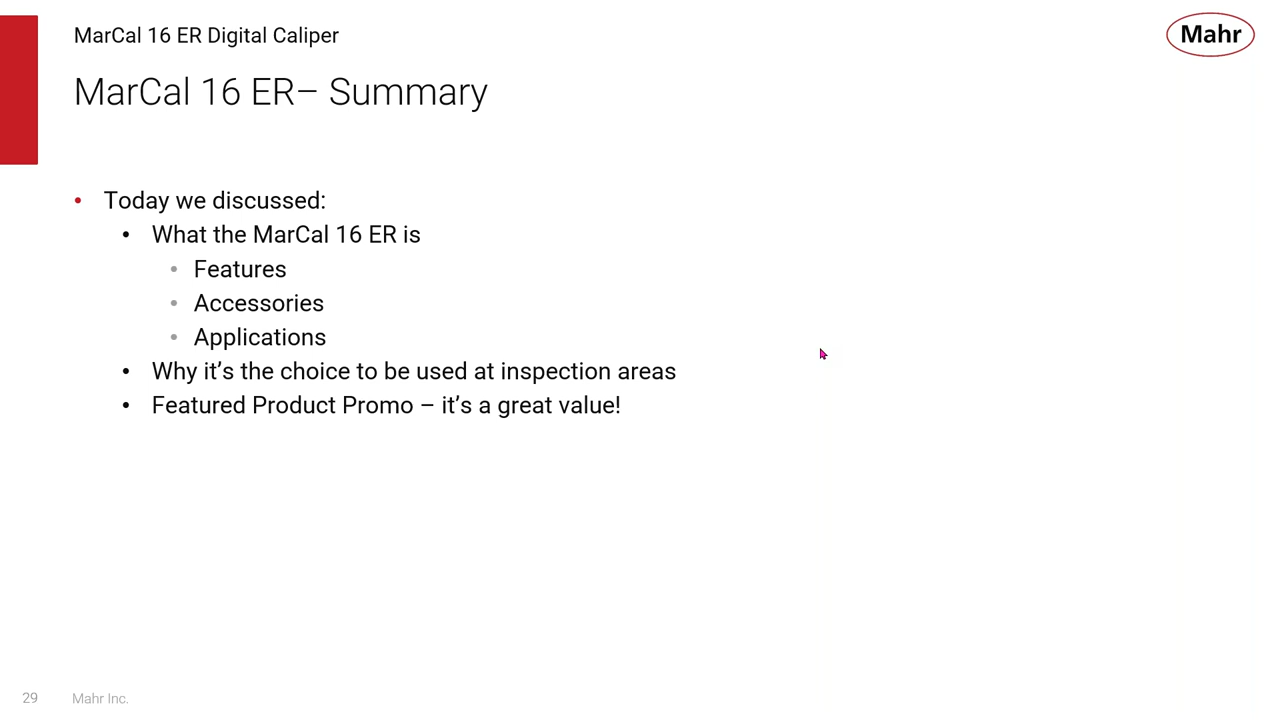 MarCal 16 ER Digital Caliper
Mahr
MarCal 16 ER– Summary
• Today we discussed:
• What the MarCal 16 ER is
• Features
• Accessories
• Applications
• Why it’s the choice to be used at inspection areas
• Featured Product Promo – it’s a great value!
29 Mahr Inc.